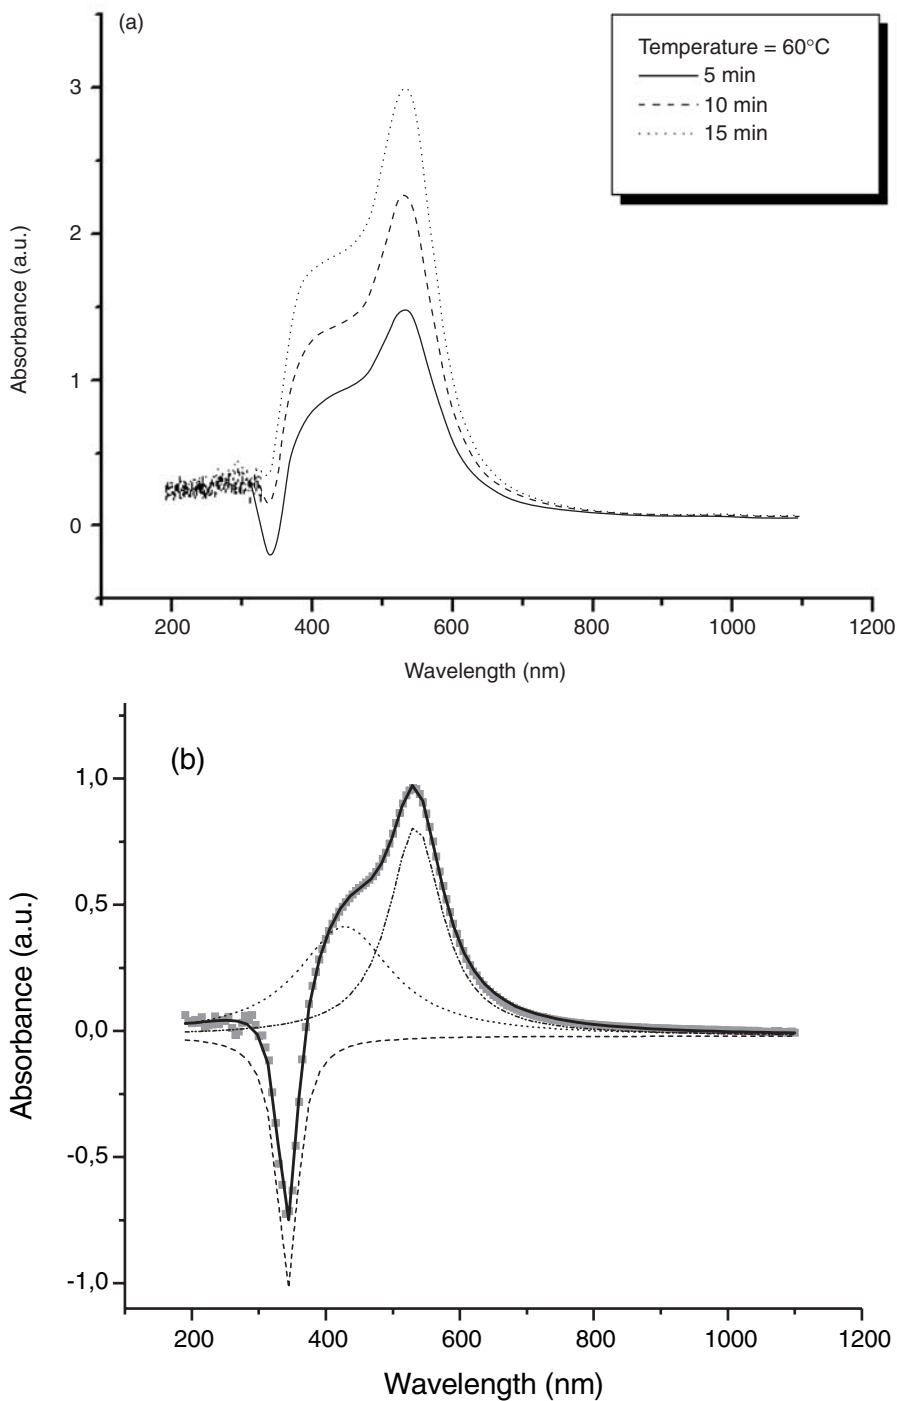 (a)
Temperature = 60°C
5 min
10 min
15 min
3
2
1
0
Absorbance (a.u.)
200 400 600 800 1000 1200
Wavelength (nm)
(b)
1,0
0,5
0,0
-0,5
-1,0
Absorbance (a.u.)
200 400 600 800 1000 1200
Wavelength (nm)